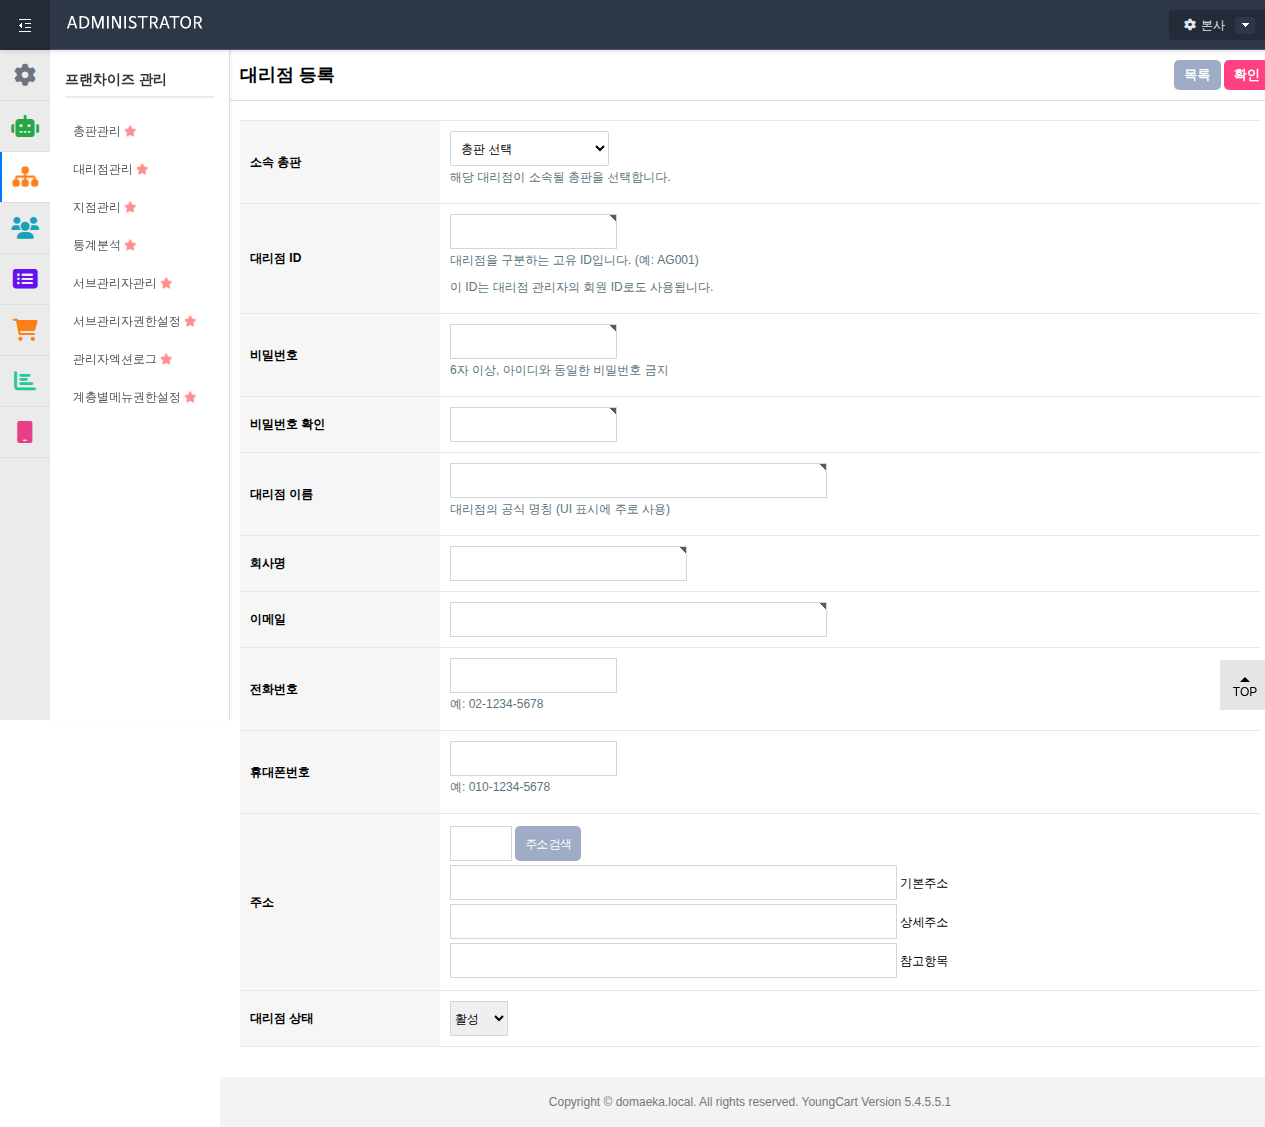 ADMINISTRATOR
본사
프랜차이즈 관리
총판관리
대리점관리
지점관리
통계분석
서브관리자관리
서브관리자권한설정
관리자엑션로그
계층별메뉴권한설정
대리점 등록
목록
확인
소속 총판
총판 선택
해당 대리점이 소속될 총판을 선택합니다.
대리점 ID
대리점을 구분하는 고유 ID입니다. (예: AG001)
이 ID는 대리점 관리자의 회원 ID로도 사용됩니다.
비밀번호
6자 이상, 아이디와 동일한 비밀번호 금지
비밀번호 확인
대리점 이름
대리점의 공식 명칭 (UI 표시에 주로 사용)
회사명
이메일
전화번호
예: 02-1234-5678
휴대폰번호
예: 010-1234-5678
주소
주소검색
기본주소
상세주소
참고항목
대리점 상태
활성
TOP
Copyright © domaeka.local. All rights reserved. YoungCart Version 5.4.5.5.1